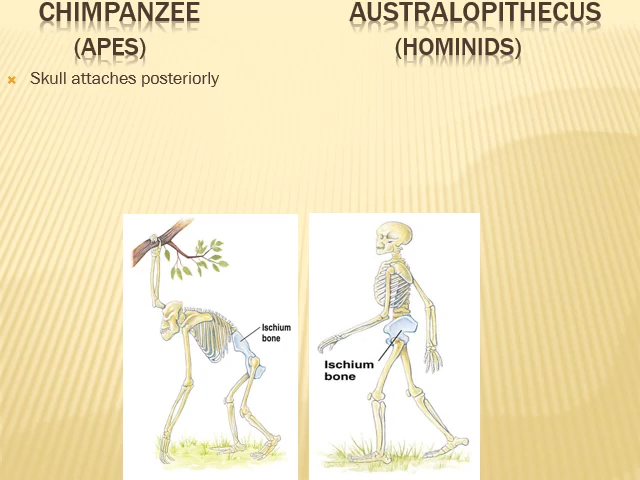 CHIMPANZEE
(APES)
AUSTRALOPITHECUS
(HOMINIDS)
Skull attaches posteriorly
Ischium
bone
Ischium
bone